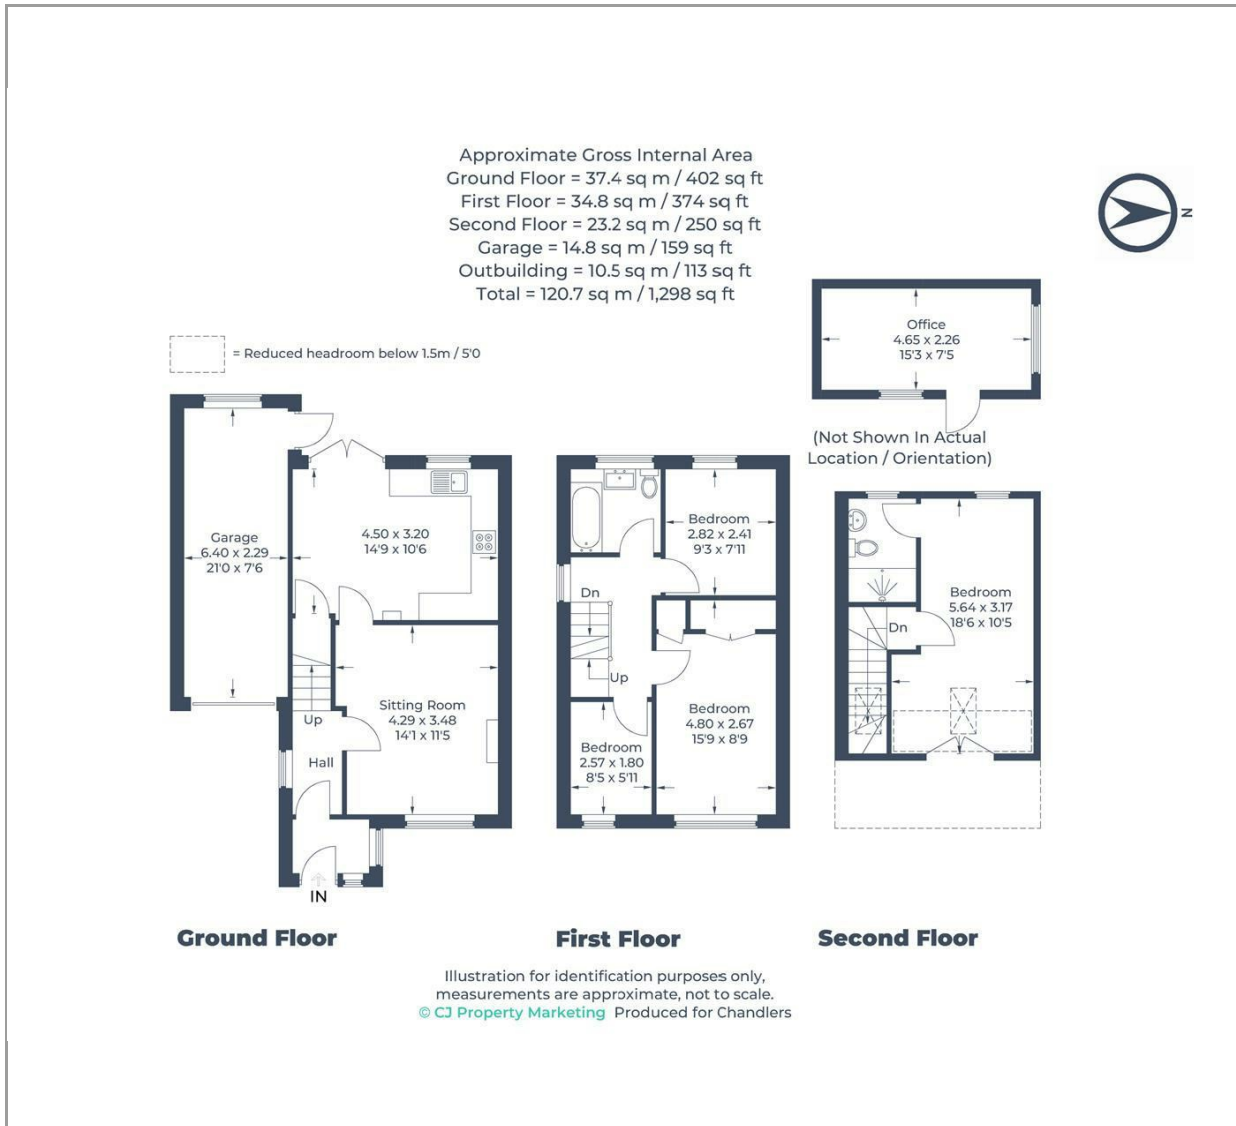 Approximate Gross Internal Area
Ground Floor = 37.4 sq m / 402 sq ft
First Floor = 34.8 sq m / 374 sq ft
Second Floor = 23.2 sq m / 250 sq ft
Garage = 14.8 sq m / 159 sq ft
Outbuilding = 10.5 sq m / 113 sq ft
Total = 120.7 sq m / 1,298 sq ft
N
= Reduced headroom below 1.5m / 5'0
Office
4.65 x 2.26
15'3 x 7'5
(Not Shown In Actual
Location / Orientation)
Garage
6.40 x 2.29
21'0 x 7'6
4.50 x 3.20
14'9 x 10'6
Sitting Room
4.29 x 3.48
14'1 x 11'5
Up
Hall
IN
Bedroom
2.82 x 2.41
9'3 x 7'11
Dn
Up
Bedroom
4.80 x 2.67
15'9 x 8'9
Bedroom
2.57 x 1.80
8'5 x 5'11
Bedroom
5.64 x 3.17
18'6 x 10'5
Dn
Ground Floor
First Floor
Second Floor
Illustration for identification purposes only,
measurements are approximate, not to scale.
© CJ Property Marketing Produced for Chandlers